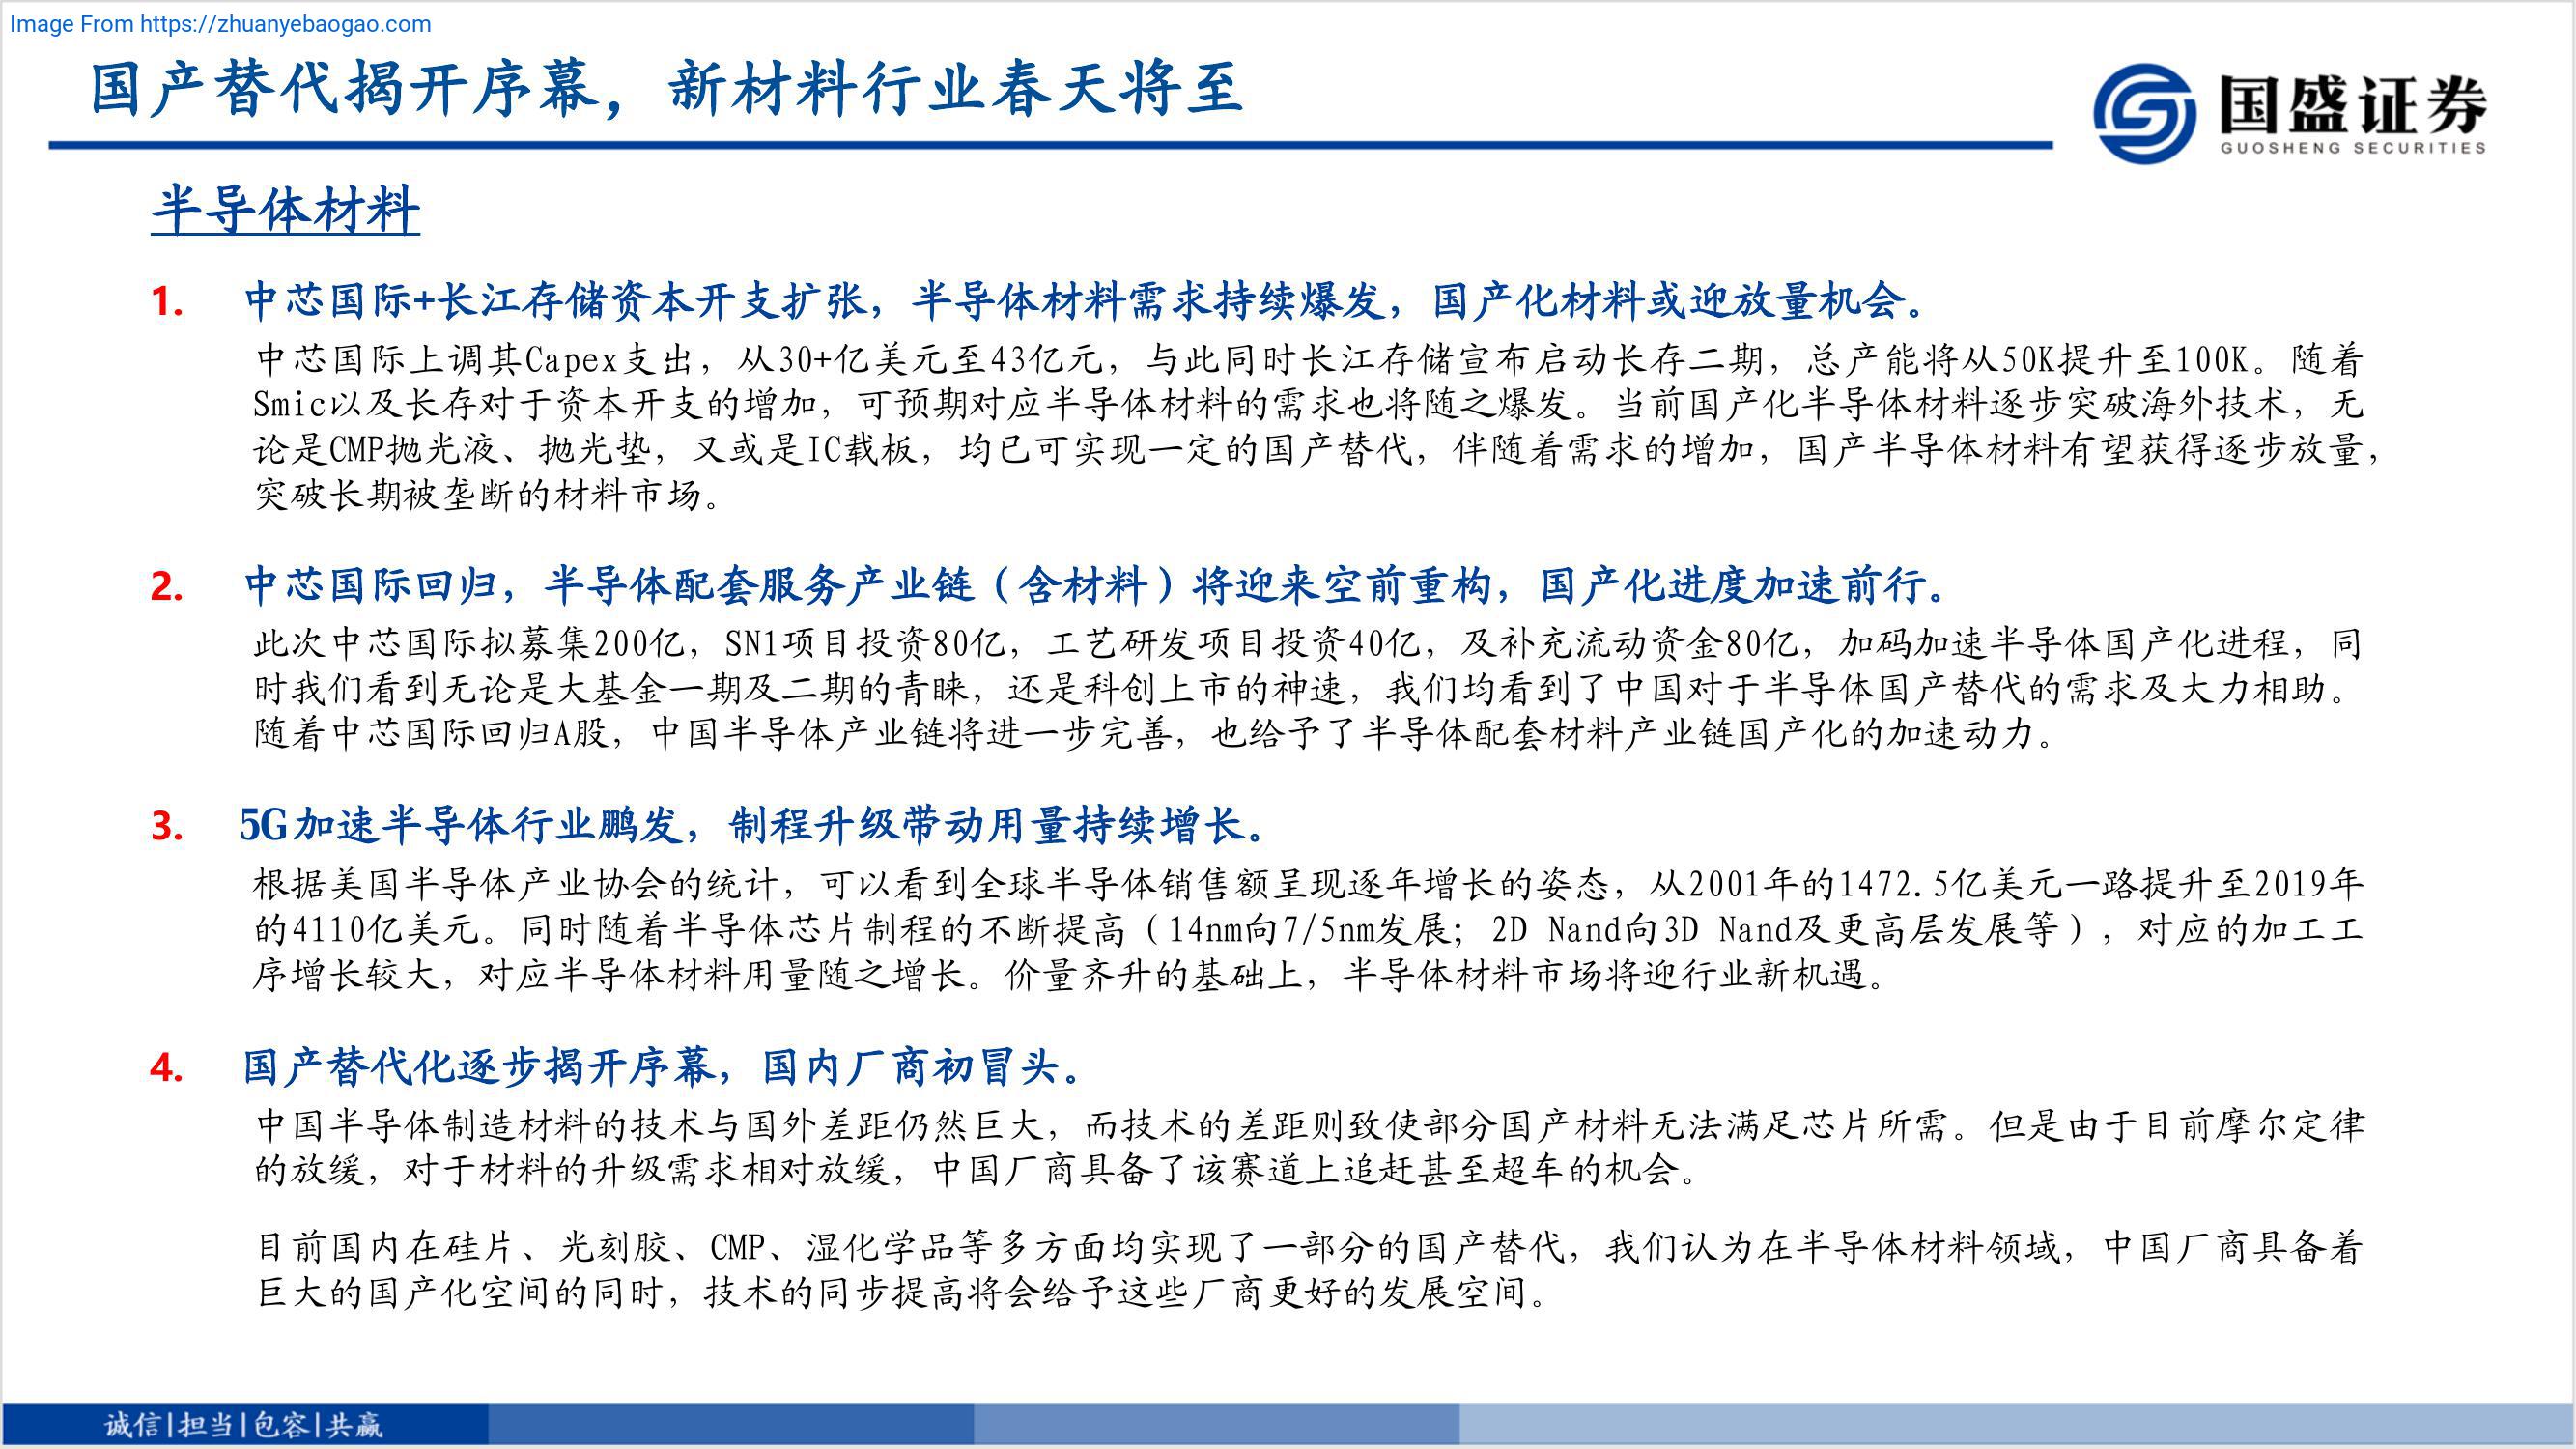 Image From https://zhuanyebaogao.com
国产替代揭开序幕，新材料行业春天将至
国盛证券
GUOSHENG SECURITIES
半导体材料
1. 中芯国际+长江存储资本开支扩张，半导体材料需求持续爆发，国产化材料或迎放量机会。
中芯国际上调其Capex支出，从30+亿美元至43亿元，与此同时长江存储宣布启动长存二期，总产能将从50K提升至100K。随着
Smic以及长存对于资本开支的增加，可预期对应半导体材料的需求也将随之爆发。当前国产化半导体材料逐步突破海外技术，无
论是CMP抛光液、抛光垫，又或是IC载板，均已可实现一定的国产替代，伴随着需求的增加，国产半导体材料有望获得逐步放量，
突破长期被垄断的材料市场。
2. 中芯国际回归，半导体配套服务产业链（含材料）将迎来空前重构，国产化进度加速前行。
此次中芯国际拟募集200亿，SN1项目投资80亿，工艺研发项目投资40亿，及补充流动资金80亿，加码加速半导体国产化进程，同
时我们看到无论是大基金一期及二期的青睐，还是科创上市的神速，我们均看到了中国对于半导体国产替代的需求及大力相助。
随着中芯国际回归A股，中国半导体产业链将进一步完善，也给予了半导体配套材料产业链国产化的加速动力。
3. 5G加速半导体行业鹏发，制程升级带动用量持续增长。
根据美国半导体产业协会的统计，可以看到全球半导体销售额呈现逐年增长的姿态，从2001年的1472.5亿美元一路提升至2019年
的4110亿美元。同时随着半导体芯片制程的不断提高（14nm向7/5nm发展；2D Nand向3D Nand及更高层发展等），对应的加工工
序增长较大，对应半导体材料用量随之增长。价量齐升的基础上，半导体材料市场将迎行业新机遇。
4. 国产替代化逐步揭开序幕，国内厂商初冒头。
中国半导体制造材料的技术与国外差距仍然巨大，而技术的差距则致使部分国产材料无法满足芯片所需。但是由于目前摩尔定律
的放缓，对于材料的升级需求相对放缓，中国厂商具备了该赛道上追赶甚至超车的机会。
目前国内在硅片、光刻胶、CMP、湿化学品等多方面均实现了一部分的国产替代，我们认为在半导体材料领域，中国厂商具备着
巨大的国产化空间的同时，技术的同步提高将会给予这些厂商更好的发展空间。
诚信|担当|包容|共赢